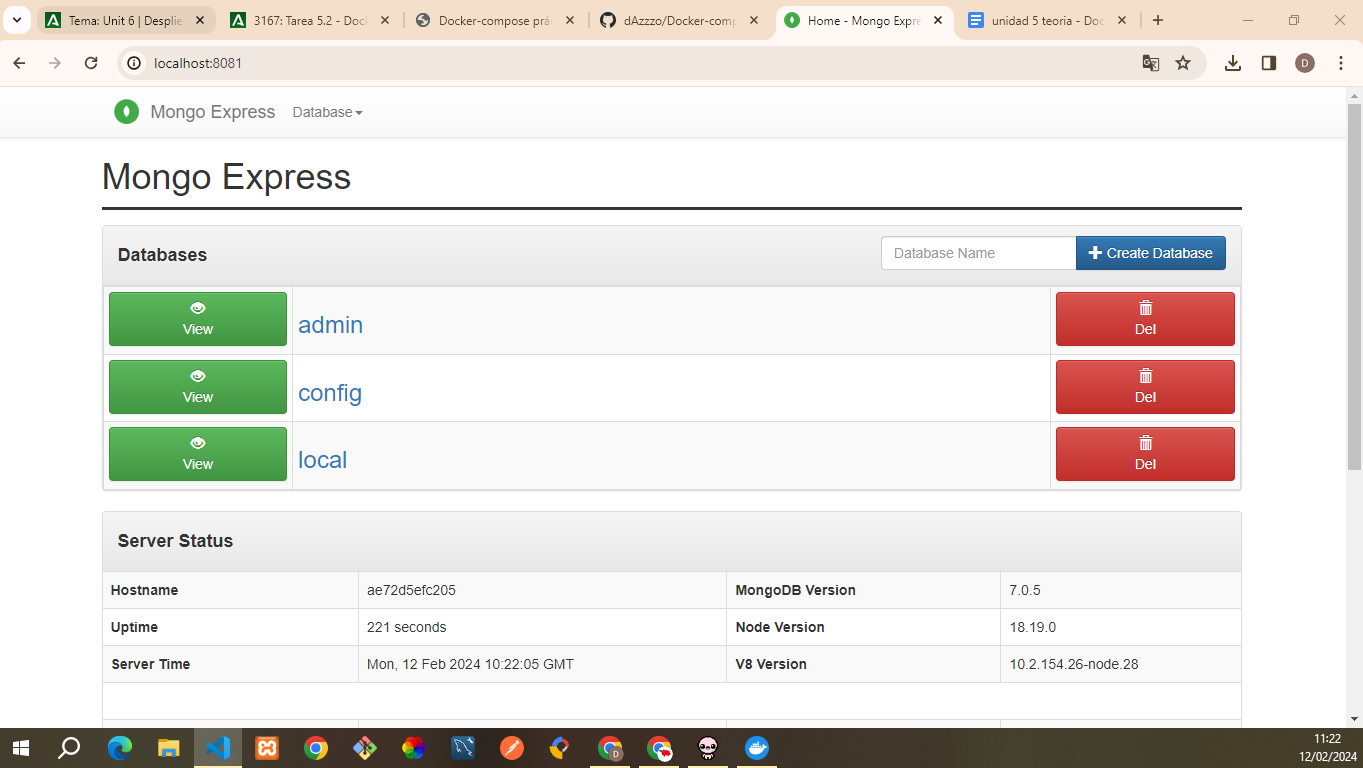 Tema: Unit 6 | Desplie
3167: Tarea 5.2 - Dock
Docker-compose prá
dAzzzo/Docker-comp
Home - Mongo Expre
unidad 5 teoria - Doc
localhost:8081
D
Mongo Express
Database
Mongo Express
Databases
Database Name
Create Database
View
admin
Del
View
config
Del
View
local
Del
Server Status
Hostname
ae72d5efc205
MongoDB Version
7.0.5
Uptime
221 seconds
Node Version
18.19.0
Server Time
Mon, 12 Feb 2024 10:22:05 GMT
V8 Version
10.2.154.26-node.28
D
11:22
12/02/2024